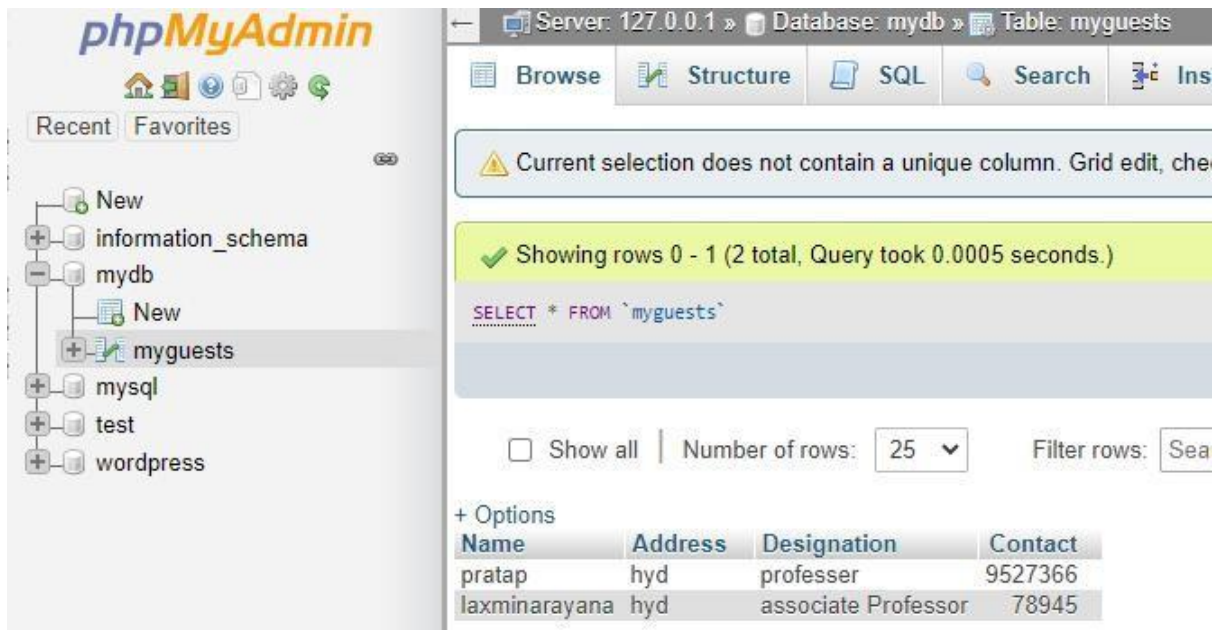 phpMyAdmin
Recent Favorites
New
information_schema
mydb
New
myguests
mysql
test
wordpress
Server: 127.0.0.1 » Database: mydb » Table: myguests
Browse Structure SQL Search Ins
Current selection does not contain a unique column. Grid edit, che
Showing rows 0 - 1 (2 total, Query took 0.0005 seconds.)
SELECT * FROM `myguests`
Show all | Number of rows: 25 Filter rows: Sea
+ Options
Name Address Designation Contact
pratap hyd professer 9527366
laxminarayana hyd associate Professor 78945